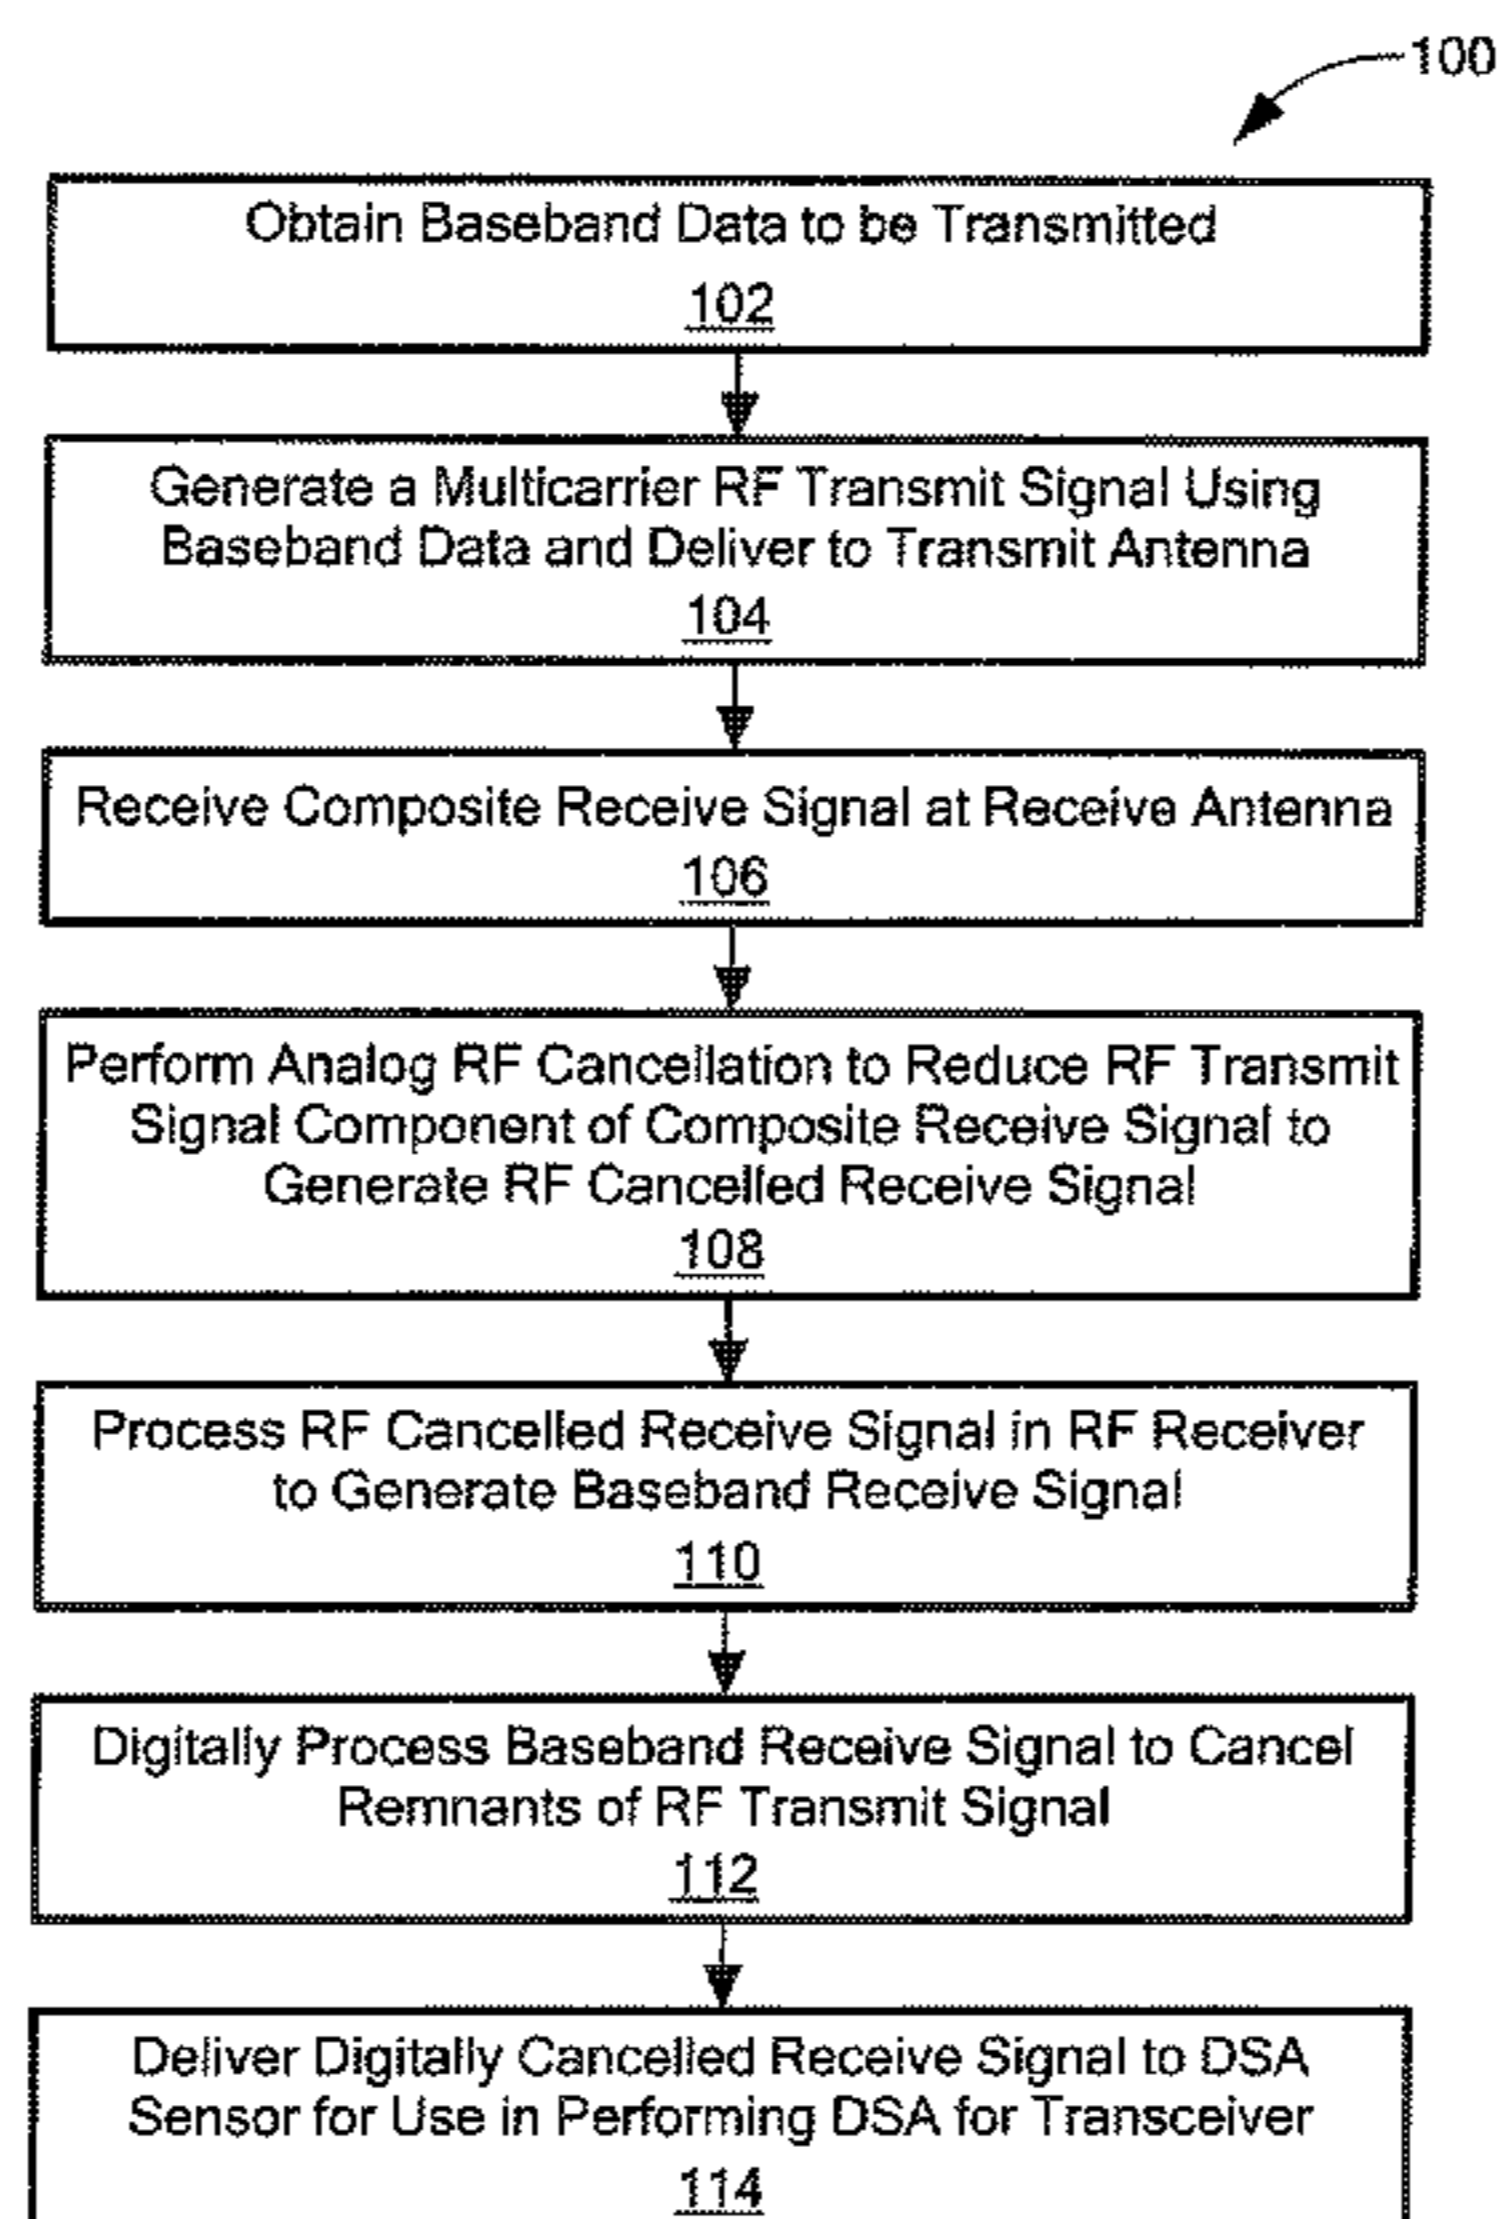 100
Obtain Baseband Data to be Transmitted
102
Generate a Multicarrier RF Transmit Signal Using
Baseband Data and Deliver to Transmit Antenna
104
Receive Composite Receive Signal at Receive Antenna
106
Perform Analog RF Cancellation to Reduce RF Transmit
Signal Component of Composite Receive Signal to
Generate RF Cancelled Receive Signal
108
Process RF Cancelled Receive Signal in RF Receiver
to Generate Baseband Receive Signal
110
Digitally Process Baseband Receive Signal to Cancel
Remnants of RF Transmit Signal
112
Deliver Digitally Cancelled Receive Signal to DSA
Sensor for Use in Performing DSA for Transceiver
114